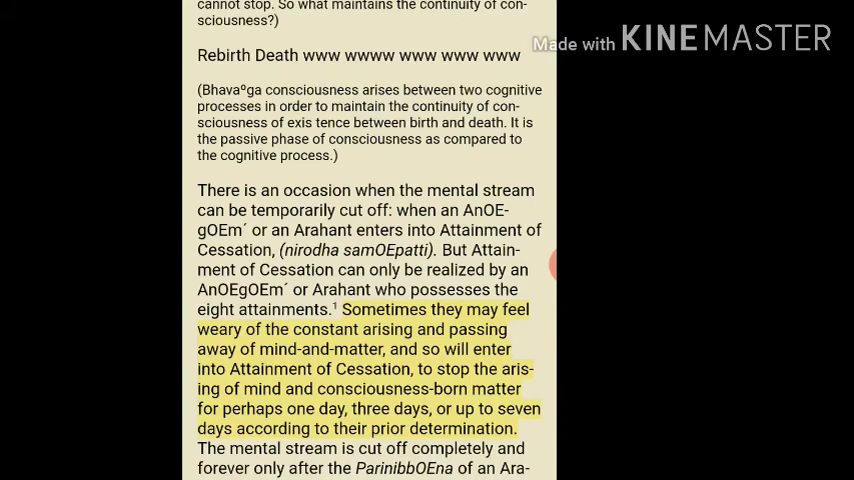 cannot stop. So what maintains the continuity of con-
sciousness?)
Rebirth Death www wwww www www www
Made with KINEMASTER
(Bhavaºga consciousness arises between two cognitive
processes in order to maintain the continuity of con-
sciousness of exis tence between birth and death. It is
the passive phase of consciousness as compared to
the cognitive process.)
There is an occasion when the mental stream
can be temporarily cut off: when an AnOE-
gOEm´ or an Arahant enters into Attainment of
Cessation, (nirodha samOEpatti). But Attain-
ment of Cessation can only be realized by an
AnOEgOEm´ or Arahant who possesses the
eight attainments.¹ Sometimes they may feel
weary of the constant arising and passing
away of mind-and-matter, and so will enter
into Attainment of Cessation, to stop the aris-
ing of mind and consciousness-born matter
for perhaps one day, three days, or up to seven
days according to their prior determination.
The mental stream is cut off completely and
forever only after the ParinibbOEna of an Ara-